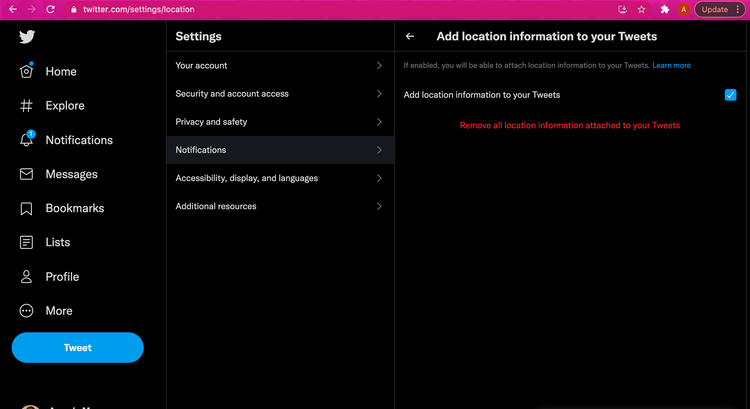 twitter.com/settings/location
A
Update
Settings
Add location information to your Tweets
Home
Your account
If enabled, you will be able to attach location information to your Tweets. Learn more
Security and account access
Add location information to your Tweets
Explore
Privacy and safety
Remove all location information attached to your Tweets
1
Notifications
Notifications
Messages
Accessibility, display, and languages
Bookmarks
Additional resources
Lists
Profile
More
Tweet